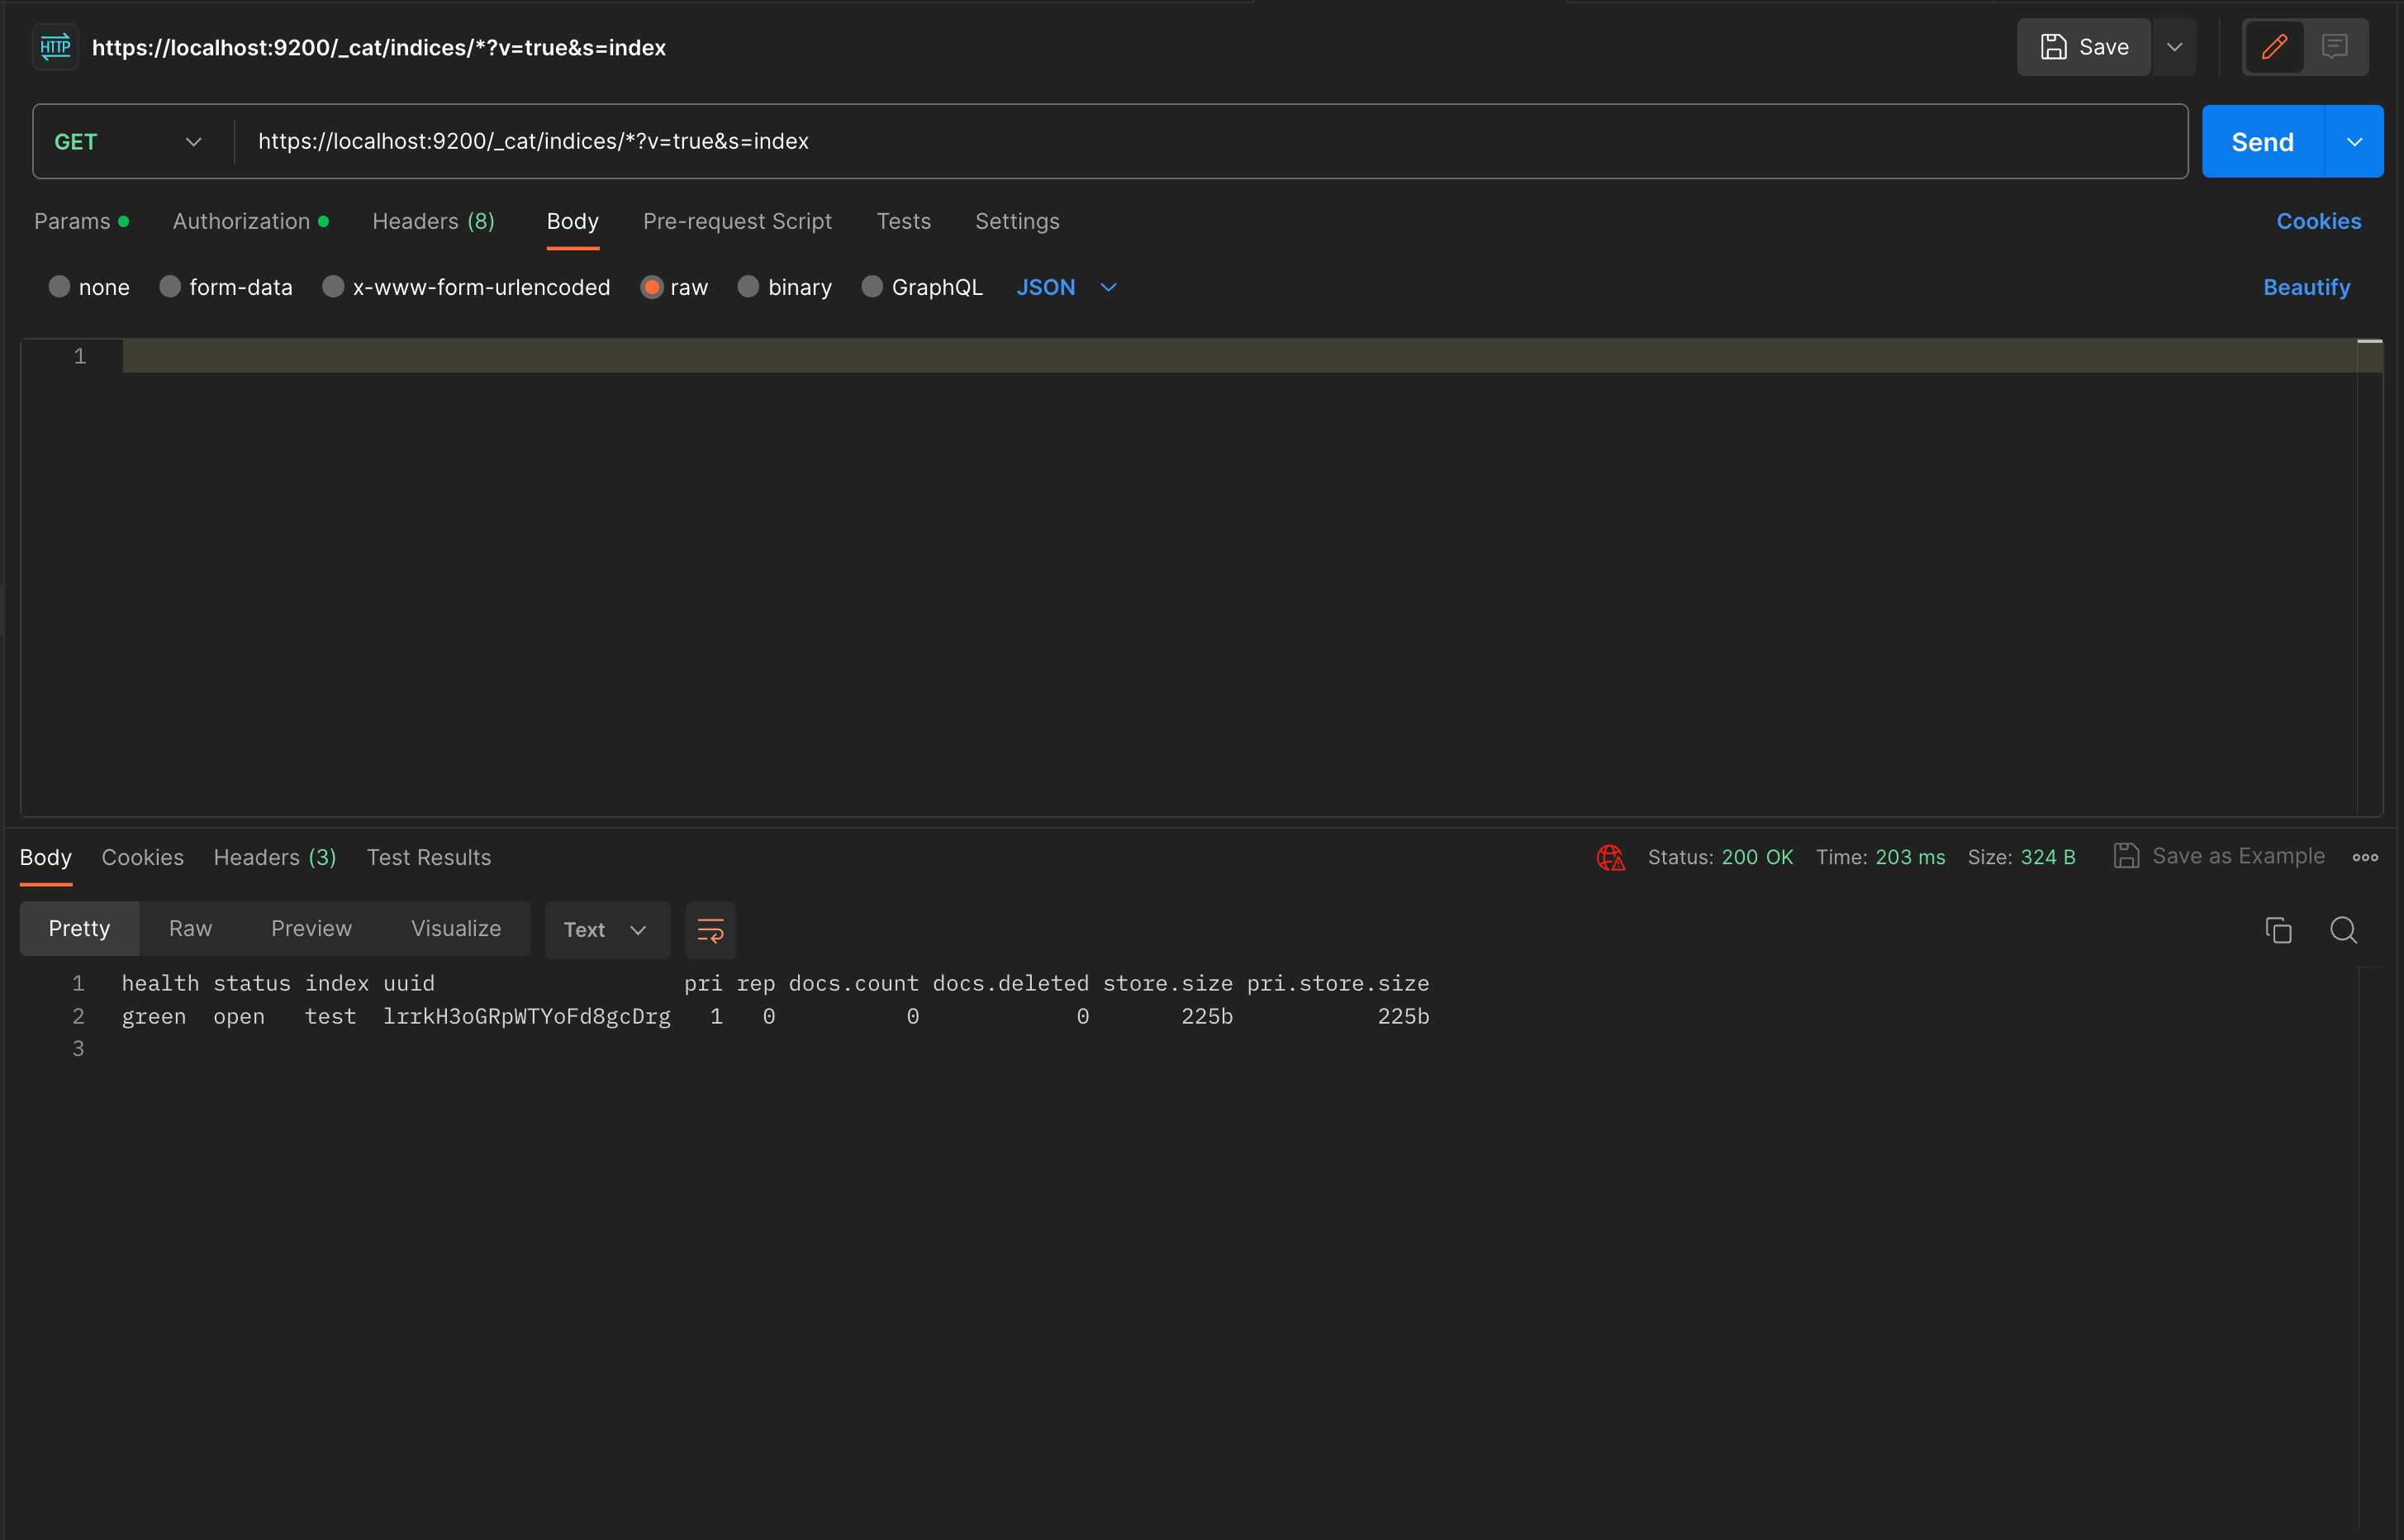 HTTP https://localhost:9200/_cat/indices/*?v=true&s=index Save
GET https://localhost:9200/_cat/indices/*?v=true&s=index Send
Params Authorization Headers (8) Body Pre-request Script Tests Settings Cookies
none form-data x-www-form-urlencoded raw binary GraphQL JSON Beautify
1
Body Cookies Headers (3) Test Results Status: 200 OK Time: 203 ms Size: 324 B Save as Example
Pretty Raw Preview Visualize Text
1 health status index uuid pri rep docs.count docs.deleted store.size pri.store.size
2 green open test lrrkH3oGRpWTYoFd8gcDrg 1 0 0 0 225b 225b
3